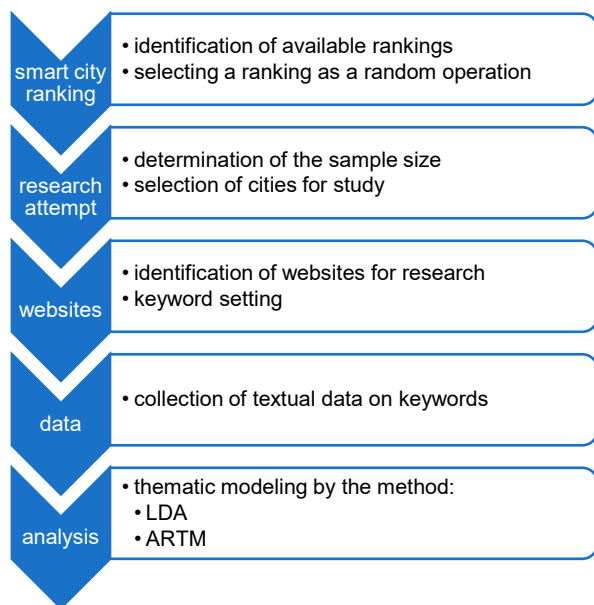 smart city
ranking
• identification of available rankings
• selecting a ranking as a random operation
research
attempt
• determination of the sample size
• selection of cities for study
websites
• identification of websites for research
• keyword setting
data
• collection of textual data on keywords
analysis
• thematic modeling by the method:
• LDA
• ARTM